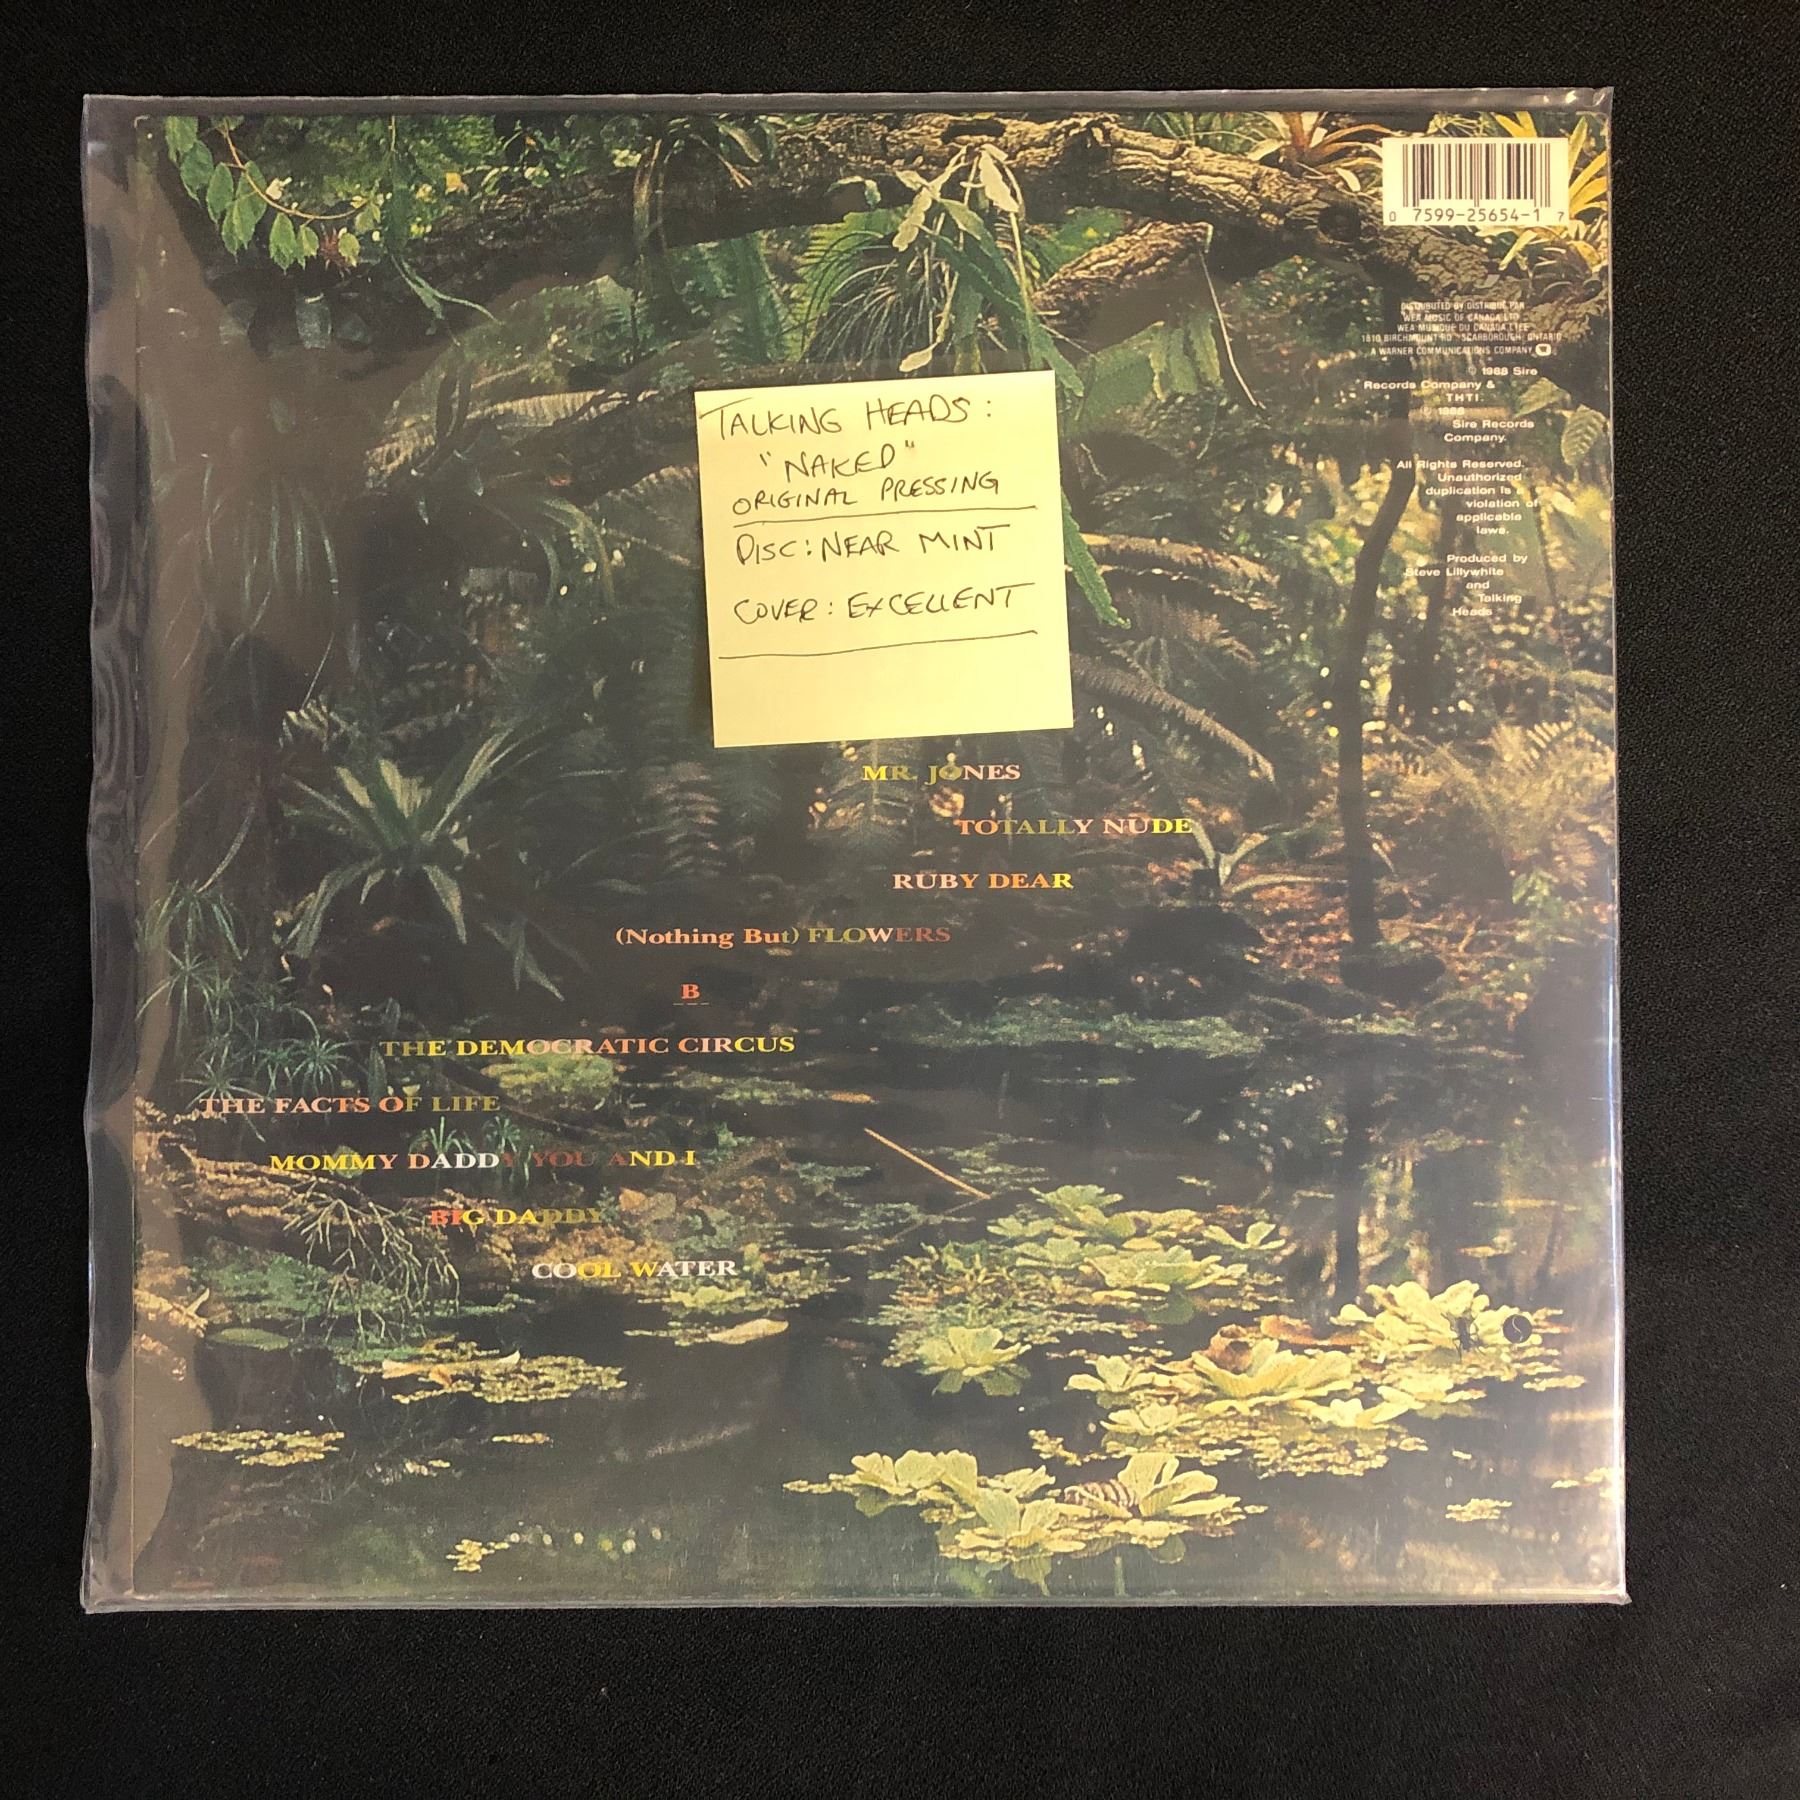 0 7599-25654-1 7
DISTRIBUTED BY DISTRIBUÉ PAR
WEA MUSIC OF CANADA LTD
WEA MUSIQUE DU CANADA LTEE
1810 BIRCHMOUNT RD SCARBOROUGH, ONTARIO
A WARNER COMMUNICATIONS COMPANY
© 1988 Sire
Records Company &
THTI.
℗ 1988
Sire Records
Company.
All Rights Reserved.
Unauthorized
duplication is a
violation of
applicable
laws.
Produced by
Steve Lillywhite
and
Talking
Heads
TALKING HEADS:
"NAKED"
ORIGINAL PRESSING
DISC: NEAR MINT
COVER: EXCELLENT
MR. JONES
TOTALLY NUDE
RUBY DEAR
(Nothing But) FLOWERS
B
THE DEMOCRATIC CIRCUS
THE FACTS OF LIFE
MOMMY DADDY YOU AND I
BIG DADDY
COOL WATER